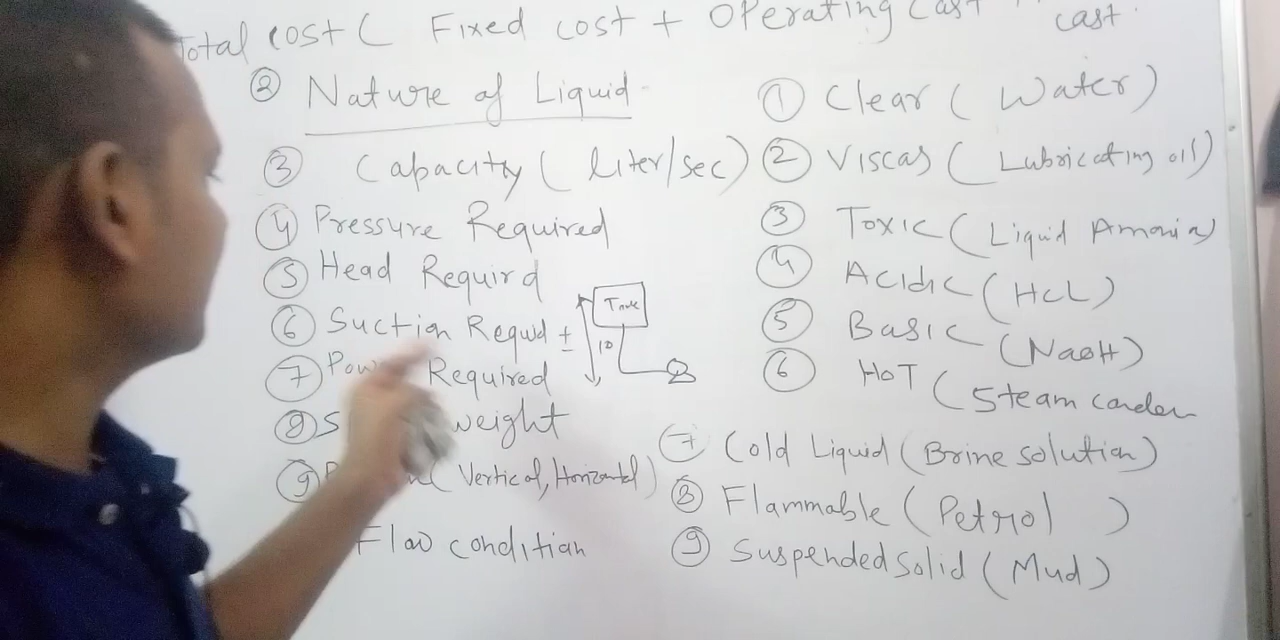 Total cost ( Fixed cost + Operating Cast
cast
② Nature of Liquid
③ Capacity ( liter/sec)
④ Pressure Required
⑤ Head Requird
⑥ Suction Requd ±
Tank
10
⑦ Required
⑧ weight
⑨ ( Vertical, Horizontal)
Flow condition
① Clear ( Water)
② Viscas ( Lubricating oil)
③ Toxic ( Liquid Amonia)
④ Acidic ( HCL)
⑤ Basic ( NaoH)
⑥ HoT ( Steam conden
⑦ Cold Liquid ( Brine solution)
⑧ Flammable ( Petrol )
⑨ Suspended Solid ( Mud)